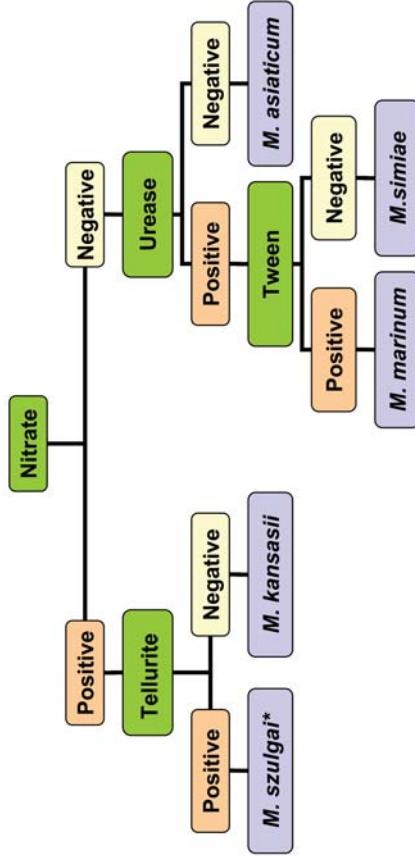 Nitrate
Positive
Negative
Tellurite
Urease
Positive
Negative
Positive
Negative
M. szulgai*
M. kansasii
Tween
M. asiaticum
Positive
Negative
M. marinum
M.simiae